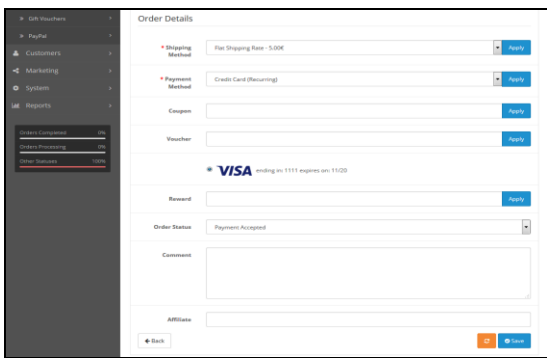 Gift Vouchers
PayPal
Customers
Marketing
System
Reports
Orders Completed 0%
Orders Processing 0%
Other Statuses 100%
Order Details
* Shipping Method
Flat Shipping Rate - 5.00€
Apply
* Payment Method
Credit Card (Recurring)
Apply
Coupon
Apply
Voucher
Apply
VISA ending in: 1111 expires on: 11/20
Reward
Apply
Order Status
Payment Accepted
Comment
Affiliate
Back
Save